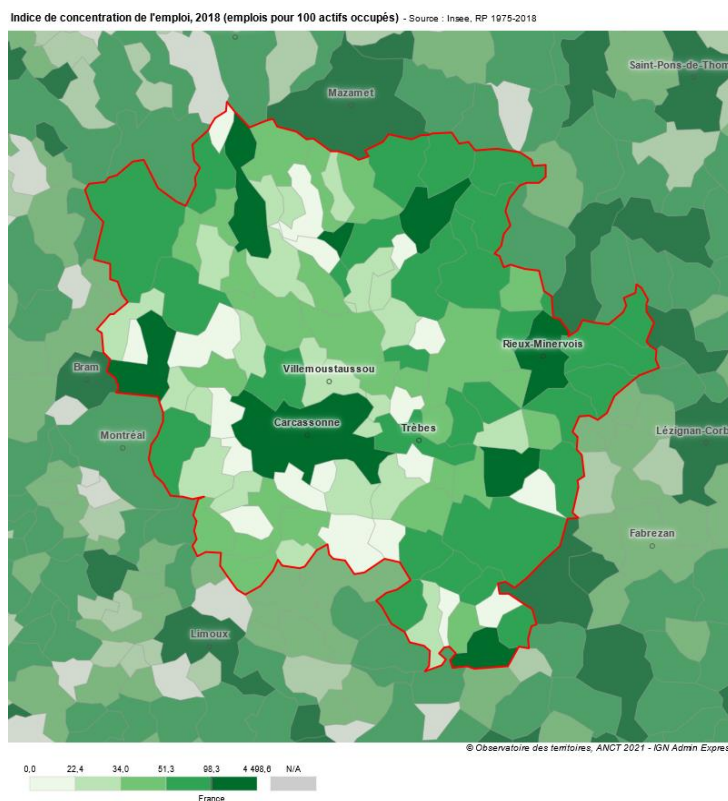 Indice de concentration de l'emploi, 2018 (emplois pour 100 actifs occupés) - Source : Insee, RP 1975-2018
Saint-Pons-de-Thom
Mazamet
Rieux-Minervois
Bram
Villemoustaussou
Carcassonne
Trèbes
Lézignan-Corb
Montréal
Fabrezan
Limoux
© Observatoire des territoires, ANCT 2021 - IGN Admin Expres
0,0 22,4 34,0 51,3 98,3 4 498,6 N/A
France